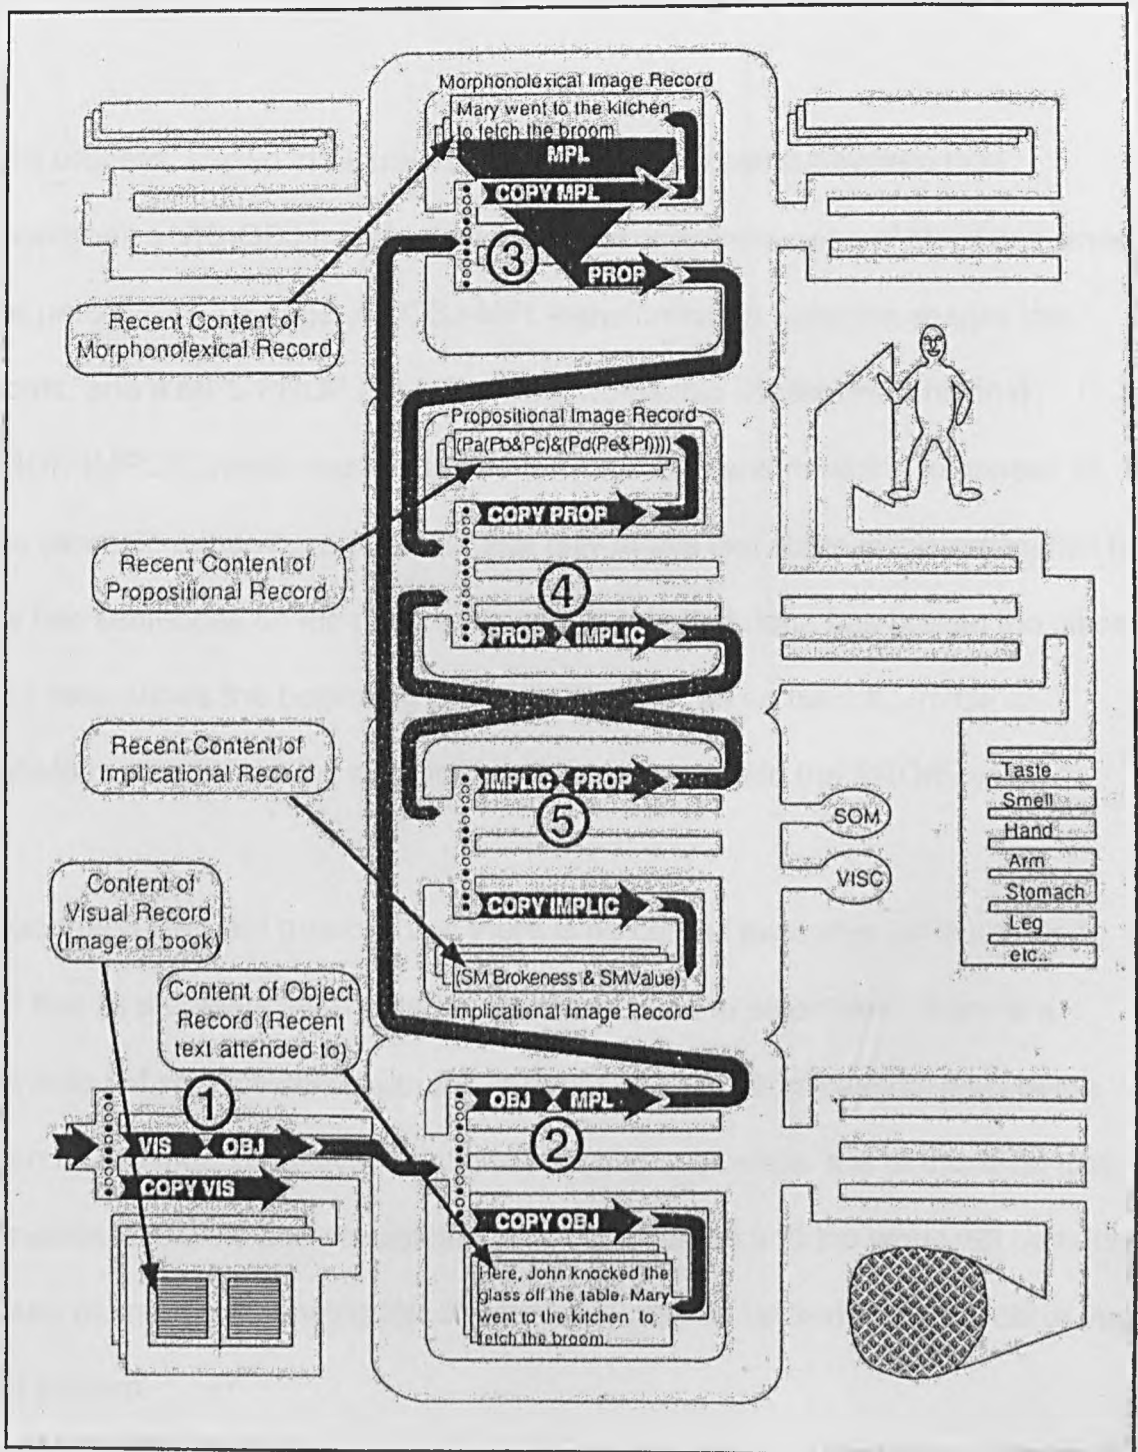 Morphonolexical Image Record
Mary went to the kitchen
to fetch the broom
MPL
COPY MPL
3
PROP
Recent Content of
Morphonolexical Record
Propositional Image Record
(Pa(Pb&Pc)&(Pd(Pe&Pf))))
COPY PROP
Recent Content of
Propositional Record
4
PROP IMPLIC
Recent Content of
Implicational Record
IMPLIC PROP
5
COPY IMPLIC
(SM Brokeness & SMValue)
Implicational Image Record
SOM
VISC
Taste
Smell
Hand
Arm
Stomach
Leg
etc..
Content of
Visual Record
(Image of book)
Content of Object
Record (Recent
text attended to)
1
VIS OBJ
COPY VIS
OBJ MPL
2
COPY OBJ
Here, John knocked the
glass off the table. Mary
went to the kitchen to
fetch the broom